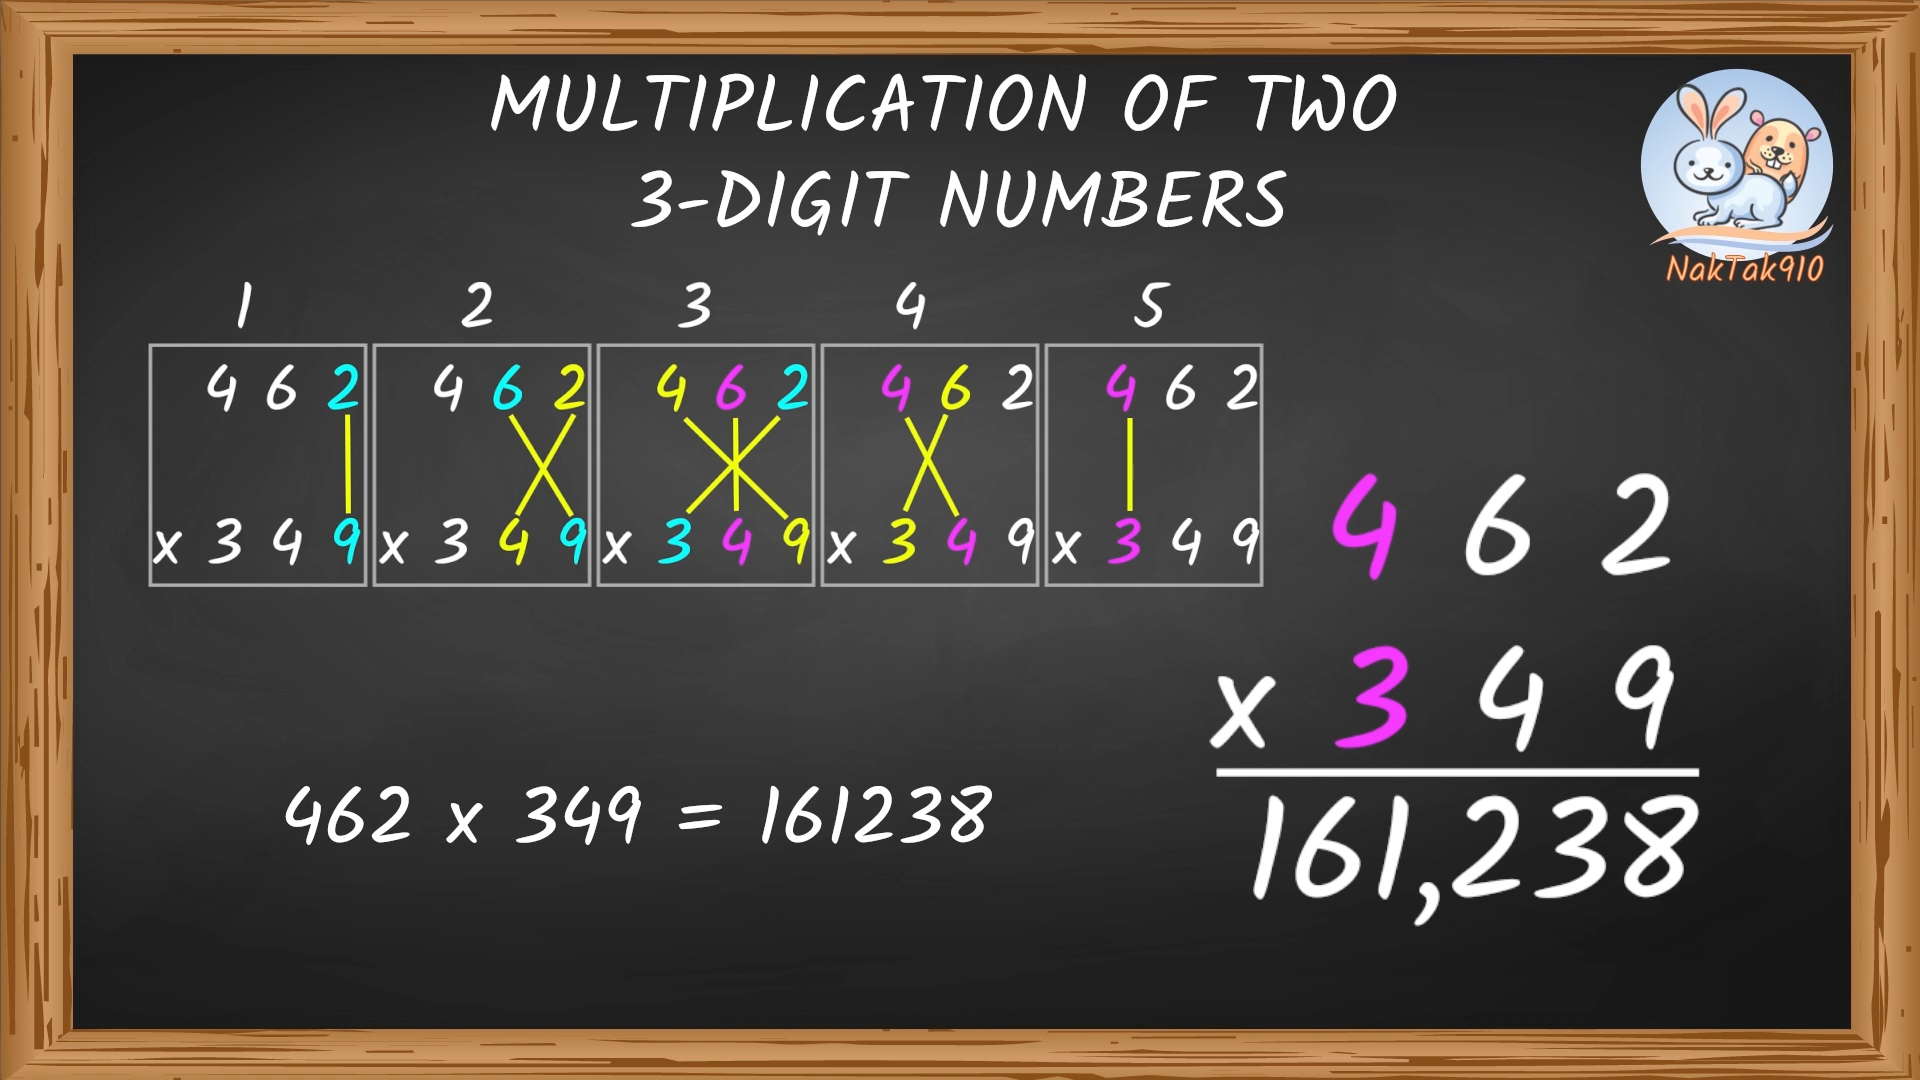 MULTIPLICATION OF TWO
3-DIGIT NUMBERS
NakTak910
1 2 3 4 5
4 6 2 4 6 2 4 6 2 4 6 2 4 6 2
x 3 4 9 x 3 4 9 x 3 4 9 x 3 4 9 x 3 4 9
4 6 2
x 3 4 9
161,238
462 x 349 = 161238